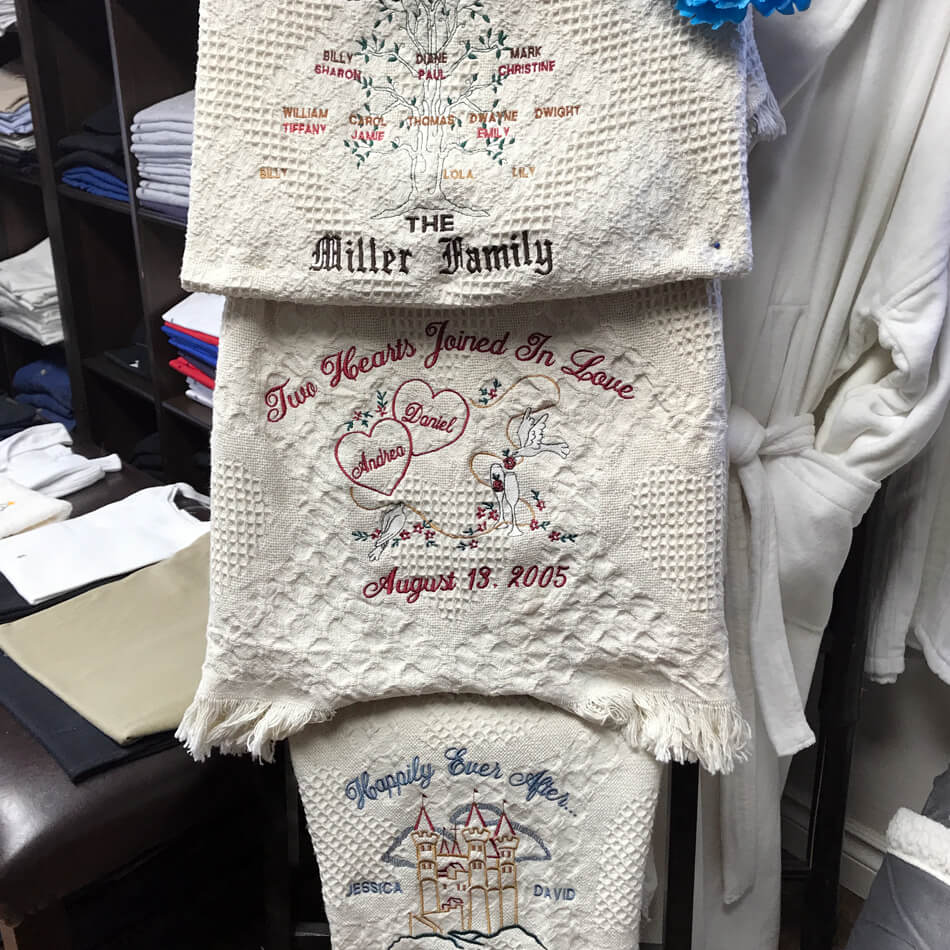 BILLY DIANE MARK
SHARON PAUL CHRISTINE
WILLIAM CAROL THOMAS DWAYNE DWIGHT
TIFFANY JAMIE EMILY
BILLY LOLA LILY
THE
Miller Family
Two Hearts Joined In Love
Daniel
Andrea
August 13, 2005
Happily Ever After...
JESSICA DAVID